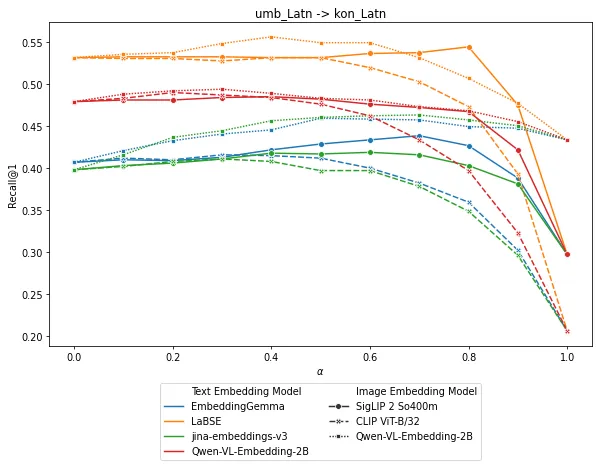 umb_Latn -> kon_Latn
0.55
0.50
0.45
0.40
0.35
0.30
0.25
0.20
Recall@1
0.0 0.2 0.4 0.6 0.8 1.0
α
Text Embedding Model Image Embedding Model
EmbeddingGemma SigLIP 2 So400m
LaBSE CLIP ViT-B/32
jina-embeddings-v3 Qwen-VL-Embedding-2B
Qwen-VL-Embedding-2B